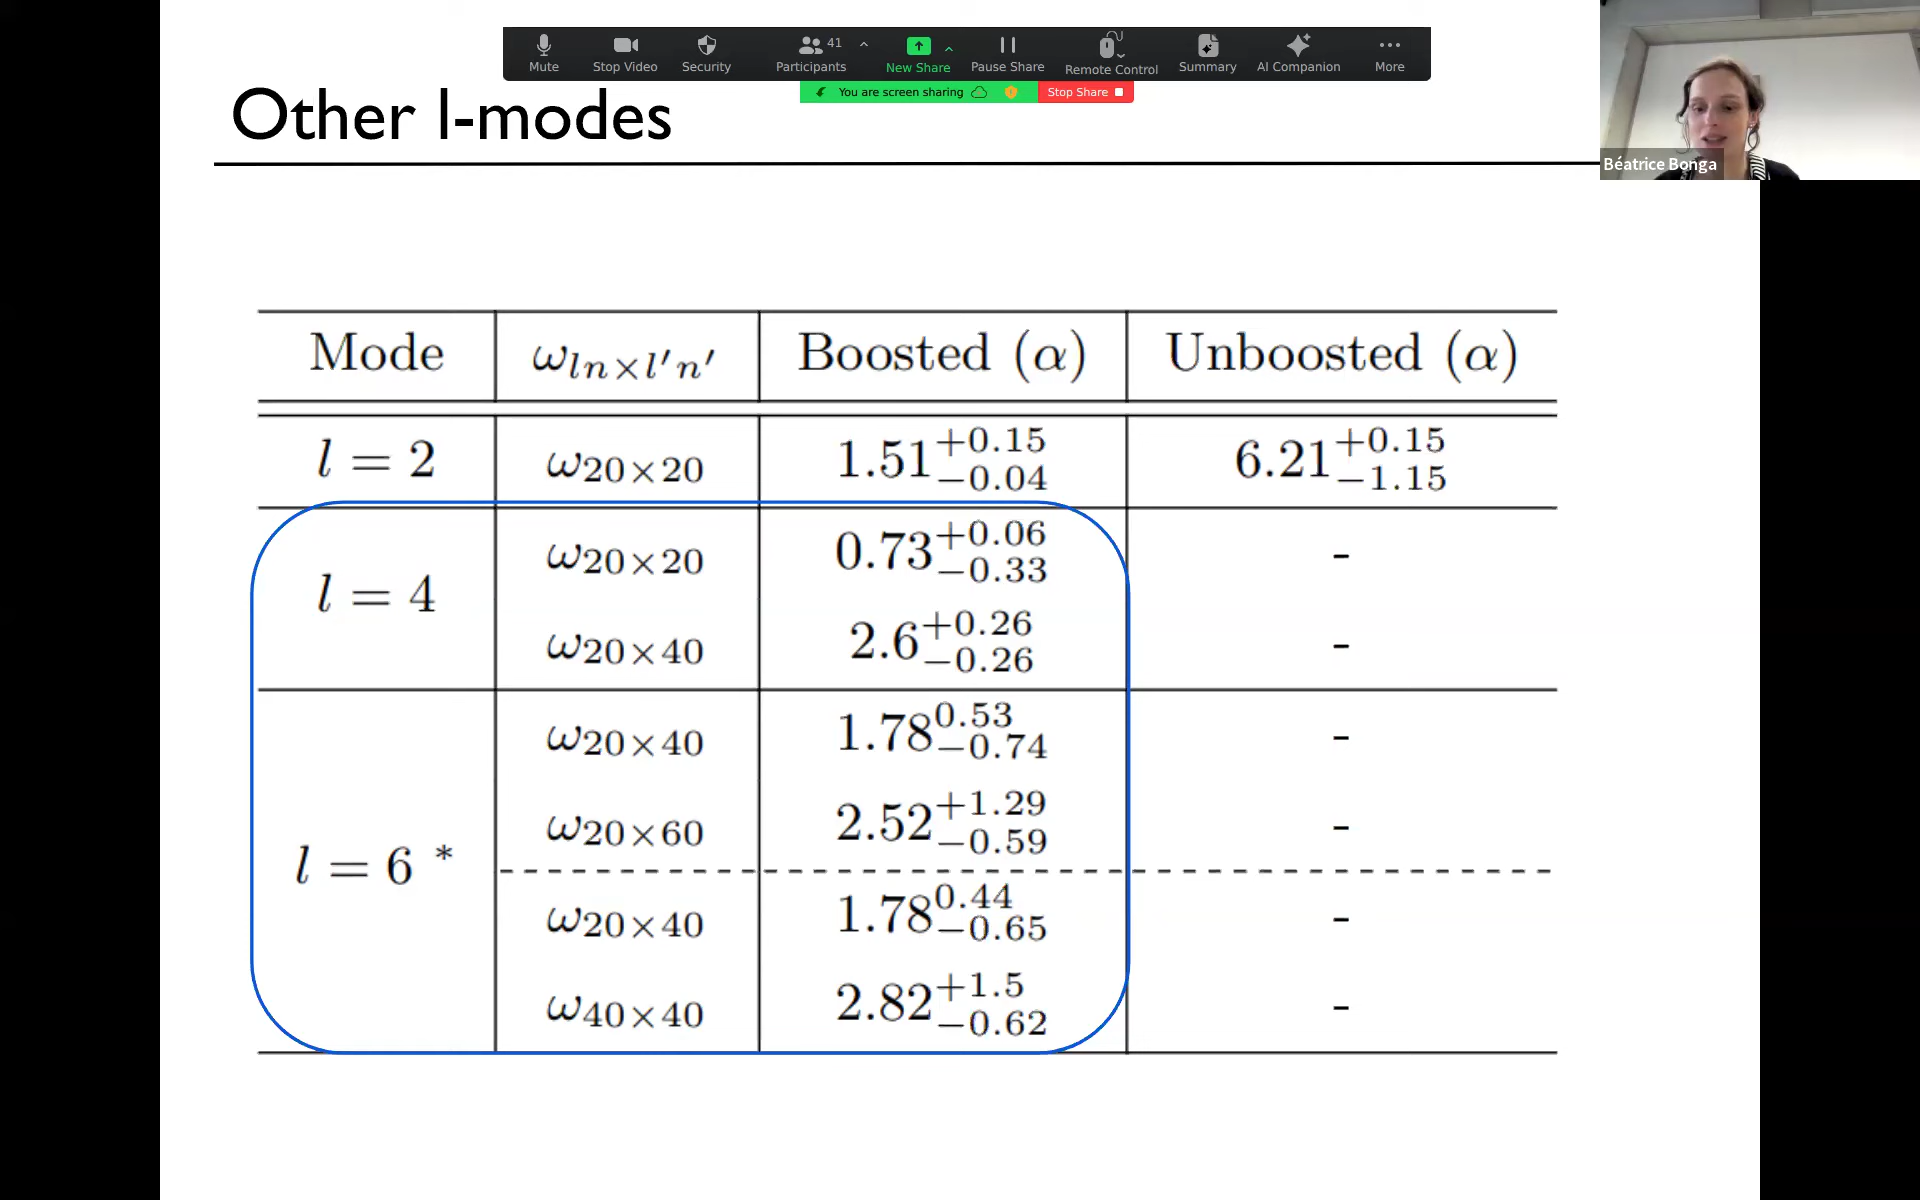 Mute
Stop Video
Security
Participants 41
New Share
Pause Share
Remote Control
Summary
AI Companion
More
You are screen sharing
Stop Share
Béatrice Bonga
Other l-modes
Mode ω_{ln×l′n′} Boosted (α) Unboosted (α)
l = 2 ω_{20×20} 1.51^{+0.15}_{−0.04} 6.21^{+0.15}_{−1.15}
l = 4 ω_{20×20} 0.73^{+0.06}_{−0.33} -
ω_{20×40} 2.6^{+0.26}_{−0.26} -
l = 6 * ω_{20×40} 1.78^{0.53}_{−0.74} -
ω_{20×60} 2.52^{+1.29}_{−0.59} -
ω_{20×40} 1.78^{0.44}_{−0.65} -
ω_{40×40} 2.82^{+1.5}_{−0.62} -